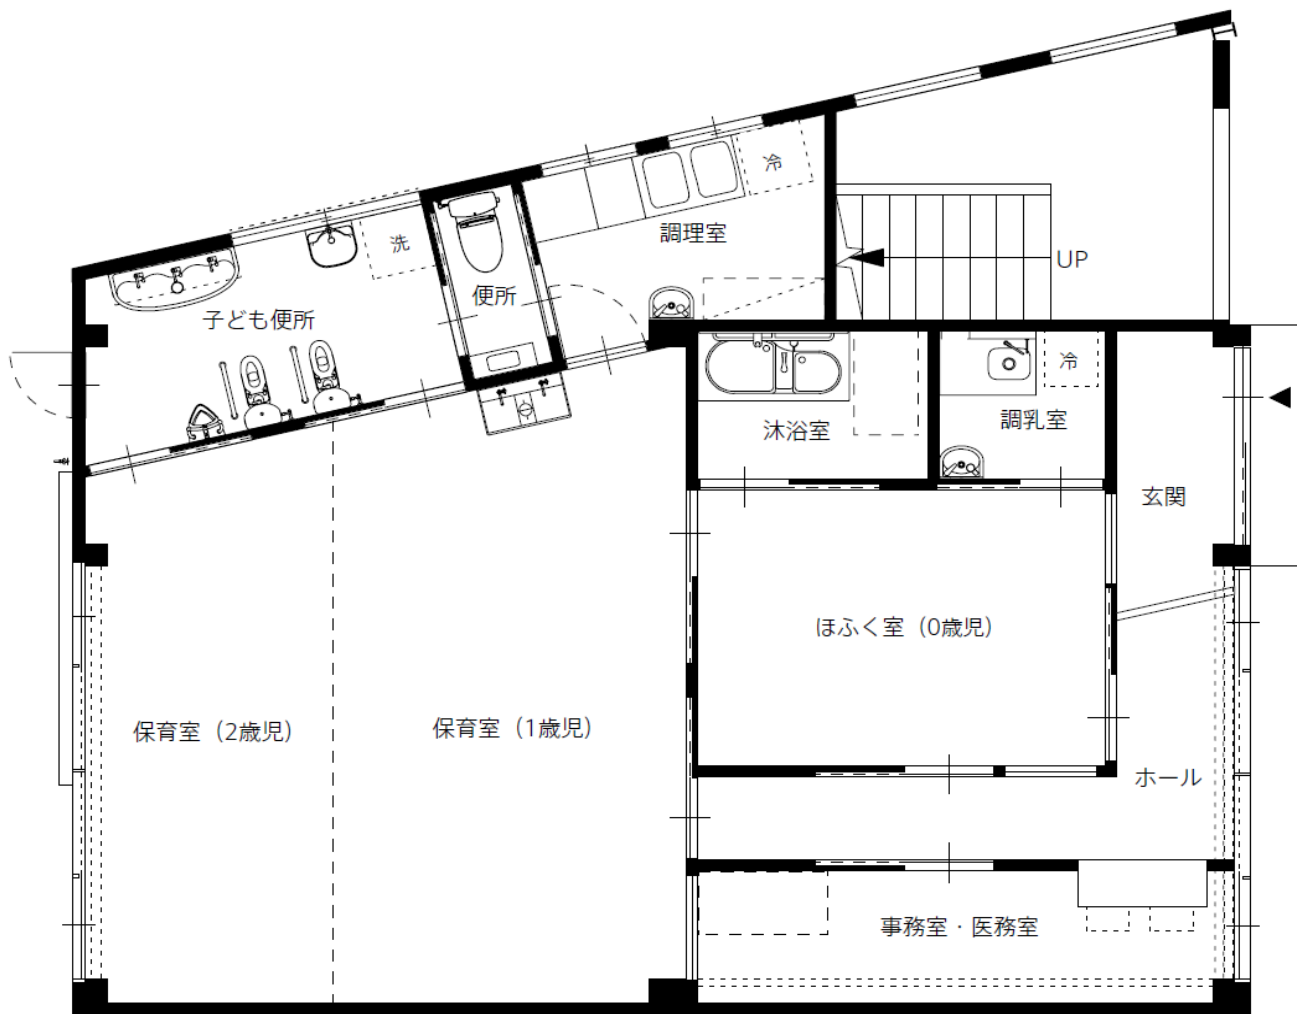 冷
調理室
洗
UP
便所
子ども便所
冷
沐浴室
調乳室
玄関
ほふく室（0歳児）
保育室（2歳児）
保育室（1歳児）
ホール
事務室・医務室